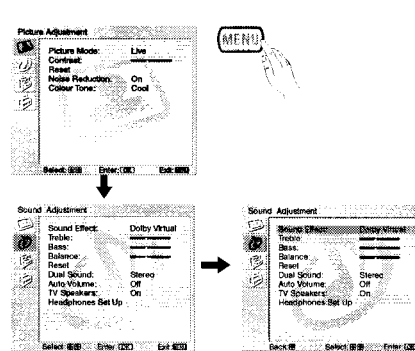 Picture Adjustment
Picture Mode: Live
Contrast:
Reset
Noise Reduction: On
Colour Tone: Cool
Select: Enter: Exit:
MENU
Sound Adjustment
Sound Effect: Dolby Virtual
Treble:
Bass:
Balance:
Reset
Dual Sound: Stereo
Auto Volume: Off
TV Speakers: On
Headphones Set Up
Select: Enter: Exit:
Sound Adjustment
Sound Effect: Dolby Virtual
Treble:
Bass:
Balance
Reset
Dual Sound: Stereo
Auto Volume: Off
TV Speakers: On
Headphones Set Up
Back: Select: Enter: